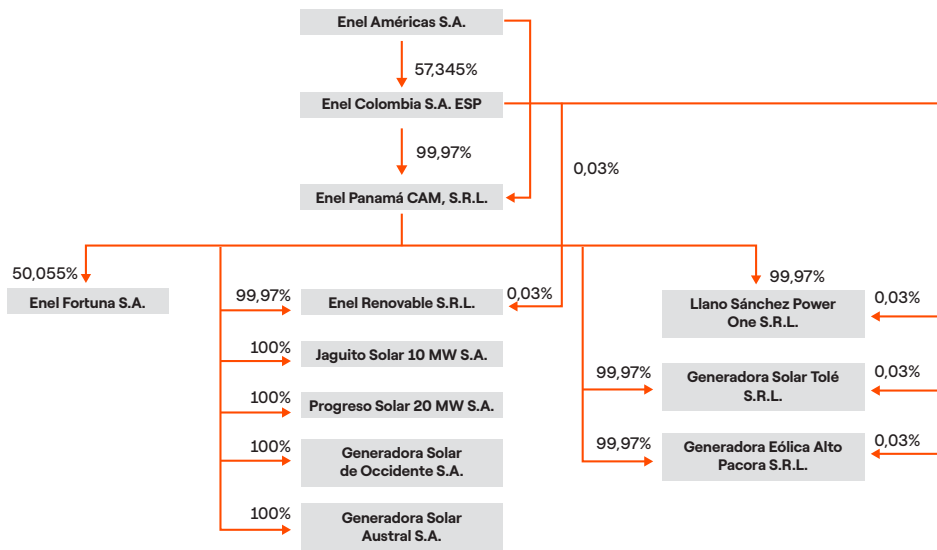 Enel Américas S.A.
57,345%
Enel Colombia S.A. ESP
99,97%
0,03%
Enel Panamá CAM, S.R.L.
50,055%
Enel Fortuna S.A.
99,97%
Enel Renovable S.R.L.
0,03%
100%
Jaguito Solar 10 MW S.A.
100%
Progreso Solar 20 MW S.A.
100%
Generadora Solar
de Occidente S.A.
100%
Generadora Solar
Austral S.A.
99,97%
Llano Sánchez Power
One S.R.L.
0,03%
99,97%
Generadora Solar Tolé
S.R.L.
0,03%
99,97%
Generadora Eólica Alto
Pacora S.R.L.
0,03%